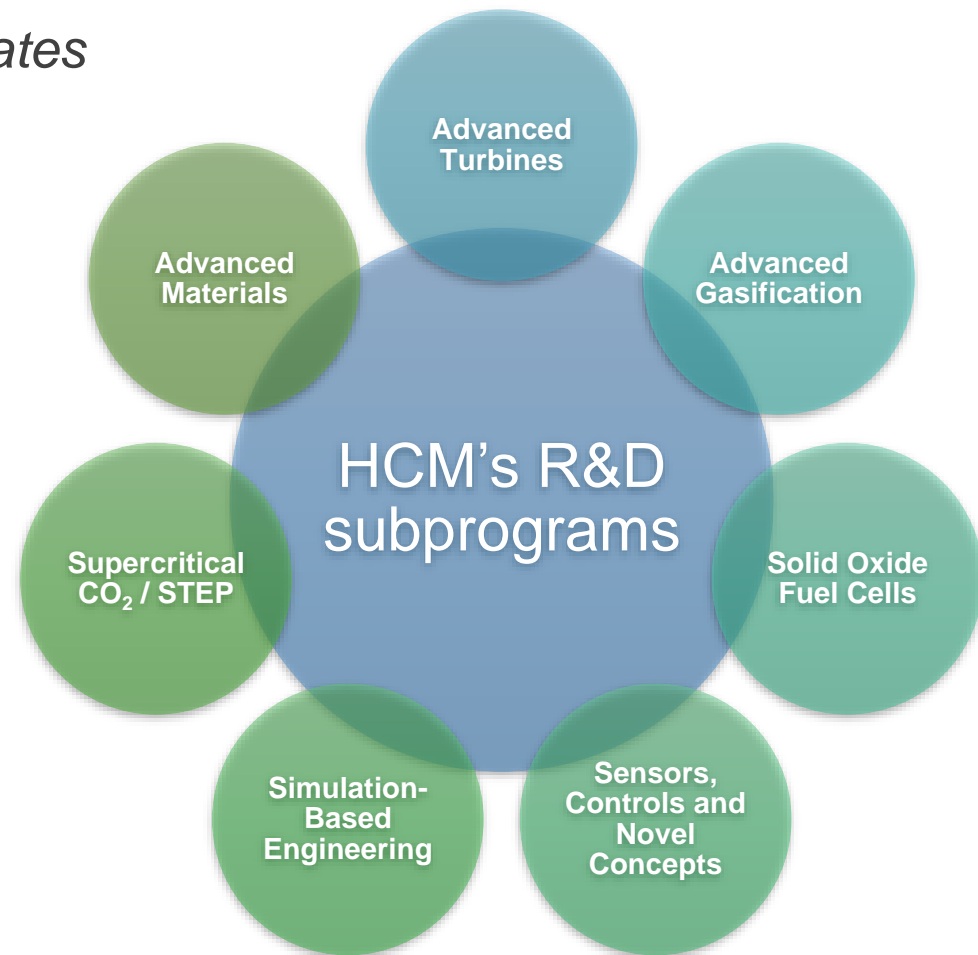 Advanced
Turbines
Advanced
Gasification
Solid Oxide
Fuel Cells
Sensors,
Controls and
Novel
Concepts
Simulation-
Based
Engineering
Supercritical
CO₂ / STEP
Advanced
Materials
HCM’s R&D
subprograms